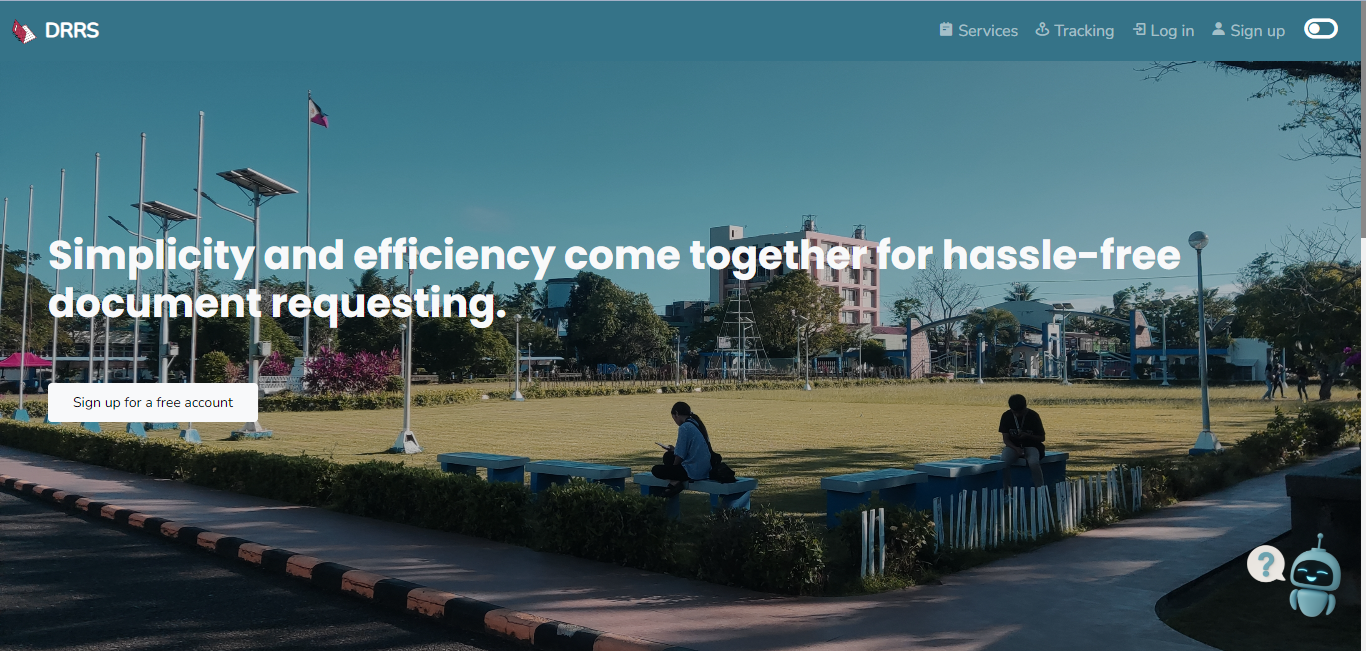 DRRS
Services
Tracking
Log in
Sign up
Simplicity and efficiency come together for hassle-free
document requesting.
Sign up for a free account
?